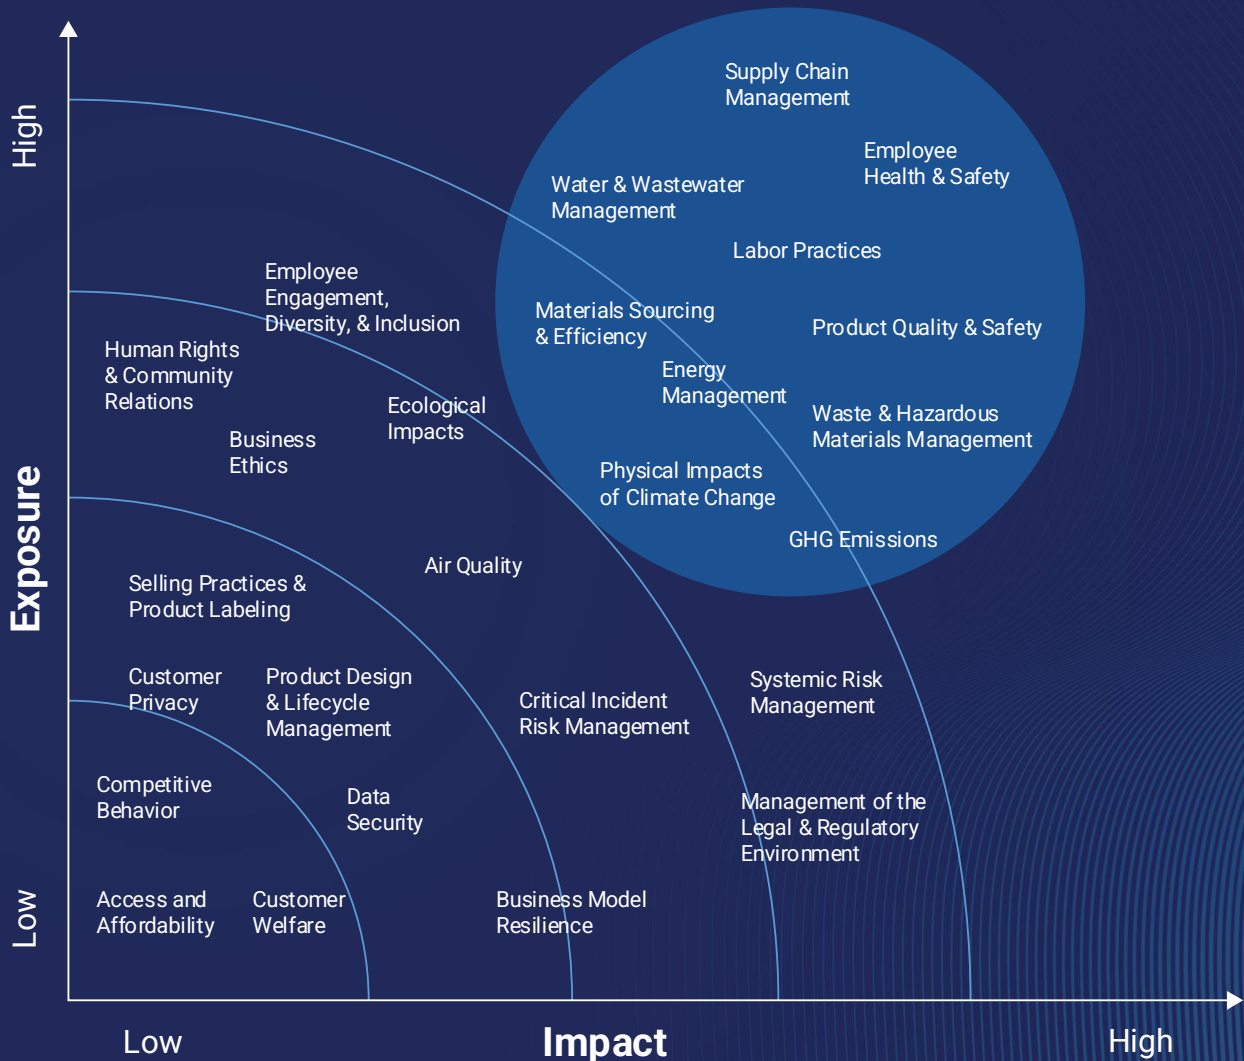 Supply Chain
Management
High
Employee
Health & Safety
Water & Wastewater
Management
Labor Practices
Employee
Engagement,
Diversity, & Inclusion
Materials Sourcing
& Efficiency
Product Quality & Safety
Human Rights
& Community
Relations
Energy
Management
Ecological
Impacts
Waste & Hazardous
Materials Management
Business
Ethics
Physical Impacts
of Climate Change
Exposure
GHG Emissions
Air Quality
Selling Practices &
Product Labeling
Customer
Privacy
Product Design
& Lifecycle
Management
Critical Incident
Risk Management
Systemic Risk
Management
Competitive
Behavior
Data
Security
Management of the
Legal & Regulatory
Environment
Low
Access and
Affordability
Customer
Welfare
Business Model
Resilience
Low
Impact
High